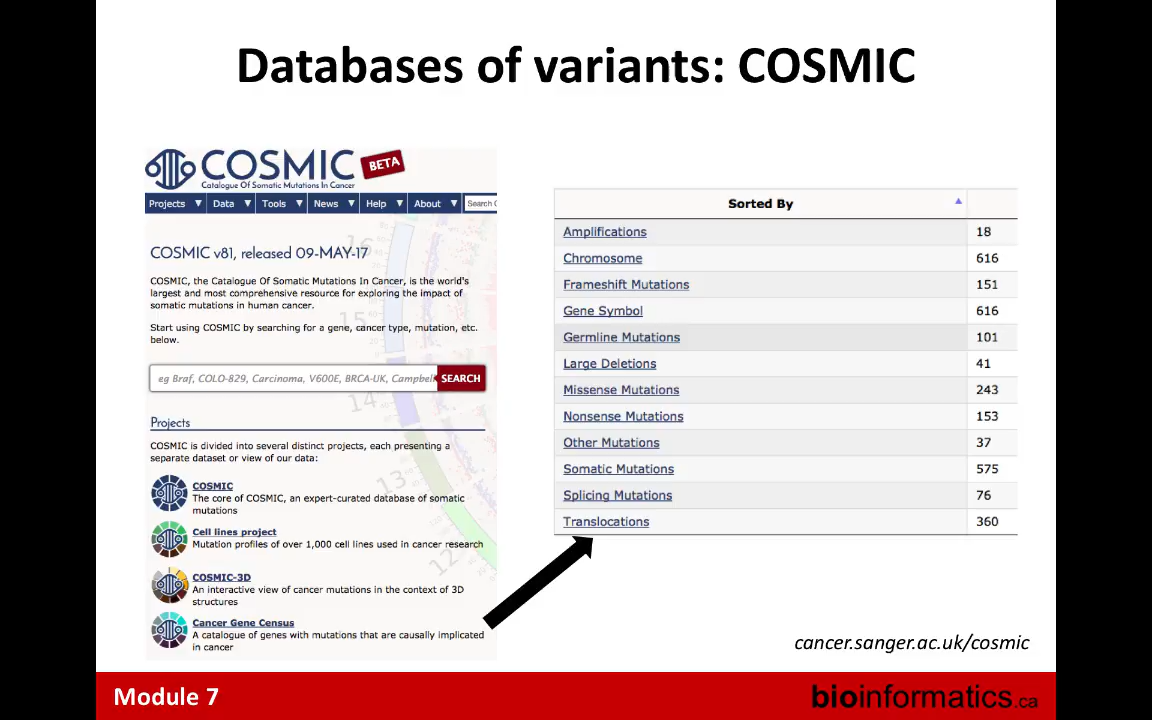 Databases of variants: COSMIC
COSMIC BETA
Catalogue Of Somatic Mutations In Cancer
Projects ▼ Data ▼ Tools ▼ News ▼ Help ▼ About ▼ Search
COSMIC v81, released 09-MAY-17
COSMIC, the Catalogue Of Somatic Mutations In Cancer, is the world's
largest and most comprehensive resource for exploring the impact of
somatic mutations in human cancer.
Start using COSMIC by searching for a gene, cancer type, mutation, etc.
below.
eg Braf, COLO-829, Carcinoma, V600E, BRCA-UK, Campbell SEARCH
Projects
COSMIC is divided into several distinct projects, each presenting a
separate dataset or view of our data:
COSMIC
The core of COSMIC, an expert-curated database of somatic
mutations
Cell lines project
Mutation profiles of over 1,000 cell lines used in cancer research
COSMIC-3D
An interactive view of cancer mutations in the context of 3D
structures
Cancer Gene Census
A catalogue of genes with mutations that are causally implicated
in cancer
16
15
14
13
12
Sorted By
Amplifications 18
Chromosome 616
Frameshift Mutations 151
Gene Symbol 616
Germline Mutations 101
Large Deletions 41
Missense Mutations 243
Nonsense Mutations 153
Other Mutations 37
Somatic Mutations 575
Splicing Mutations 76
Translocations 360
cancer.sanger.ac.uk/cosmic
Module 7
bioinformatics.ca